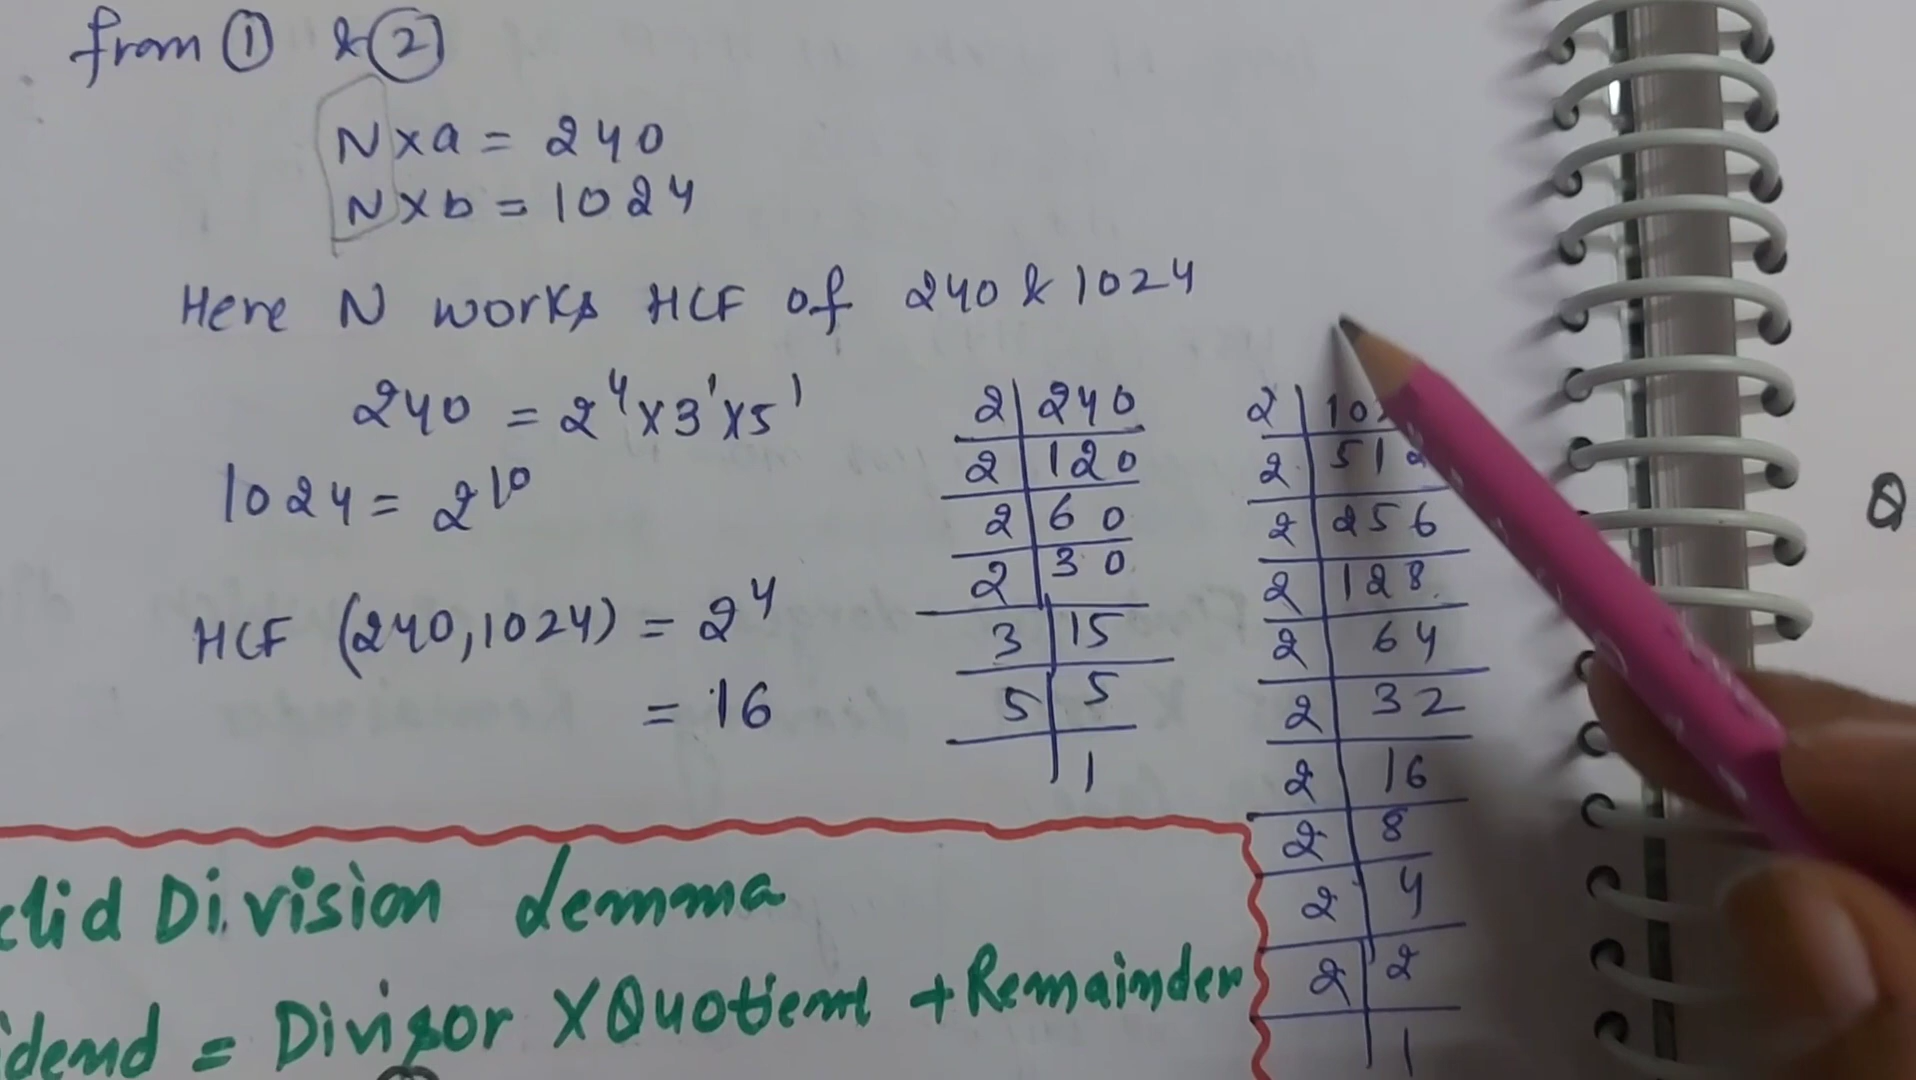 from ① & ②
N x a = 240
N x b = 1024
Here N works HCF of 240 & 1024
240 = 2⁴ x 3¹ x 5¹
1024 = 2¹⁰
HCF (240, 1024) = 2⁴
= 16
2 | 240
2 | 120
2 | 60
2 | 30
3 | 15
5 | 5
1
2 | 10
2 | 512
2 | 256
2 | 128
2 | 64
2 | 32
2 | 16
2 | 8
2 | 4
2 | 2
1
Q
clid Division Lemma
idend = Divisor X Quotient + Remainder